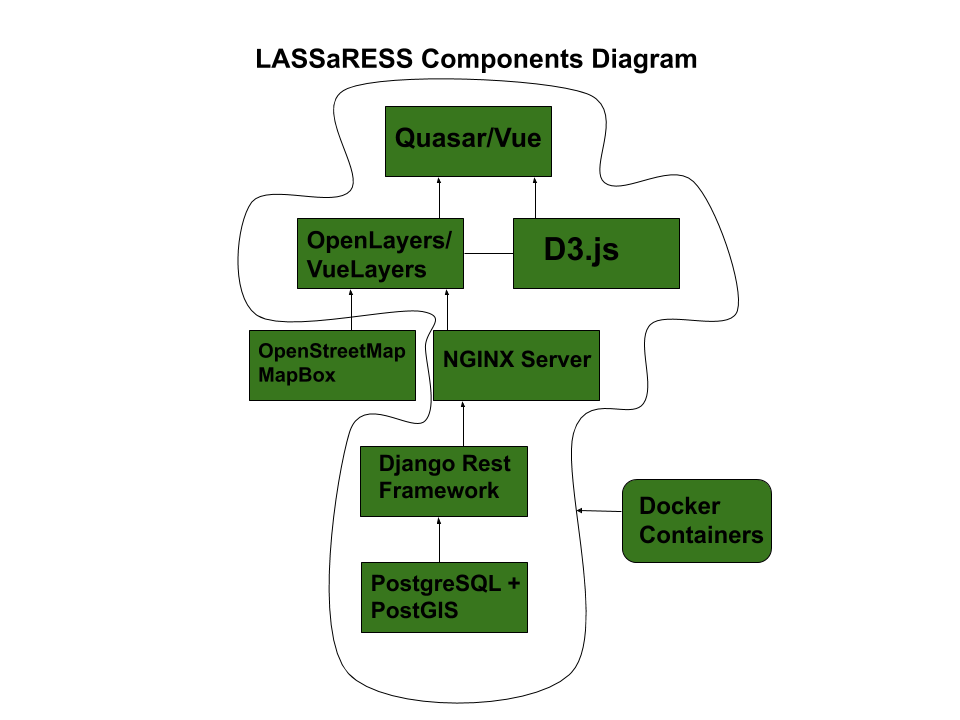 LASSaRESS Components Diagram
Quasar/Vue
OpenLayers/
VueLayers
D3.js
OpenStreetMap
MapBox
NGINX Server
Django Rest
Framework
Docker
Containers
PostgreSQL +
PostGIS